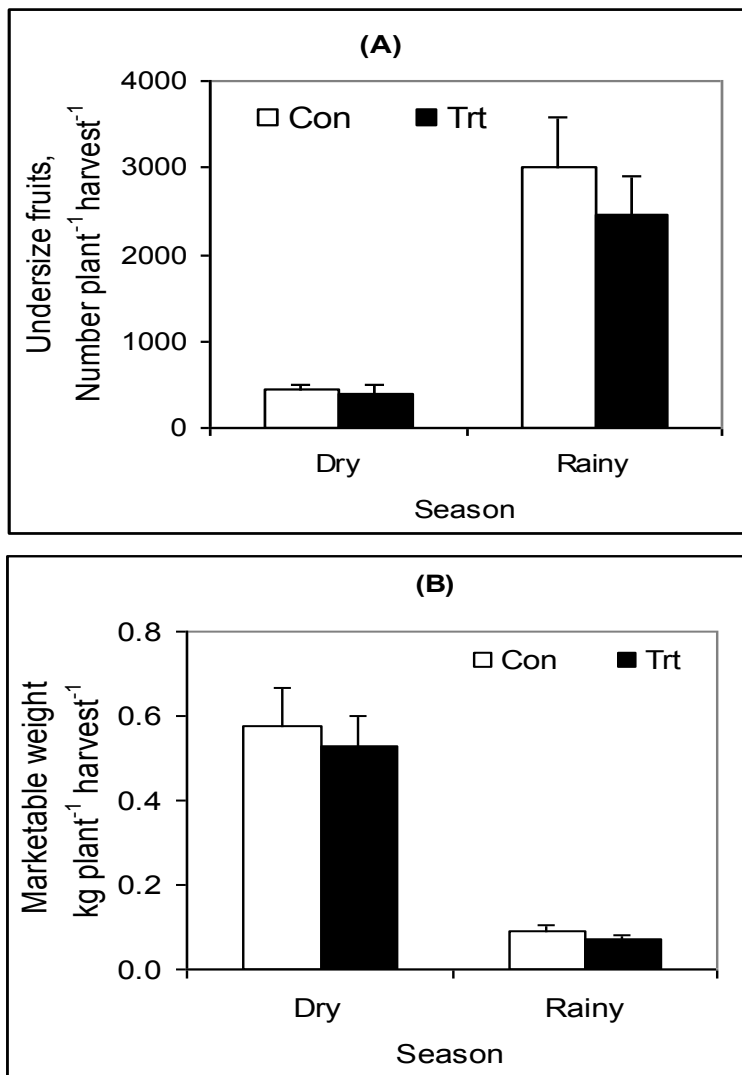 (A)
4000
3000
2000
1000
0
Undersize fruits,
Number plant⁻¹ harvest⁻¹
Con Trt
Dry Rainy
Season
(B)
0.8
0.6
0.4
0.2
0.0
Marketable weight
kg plant⁻¹ harvest⁻¹
Con Trt
Dry Rainy
Season